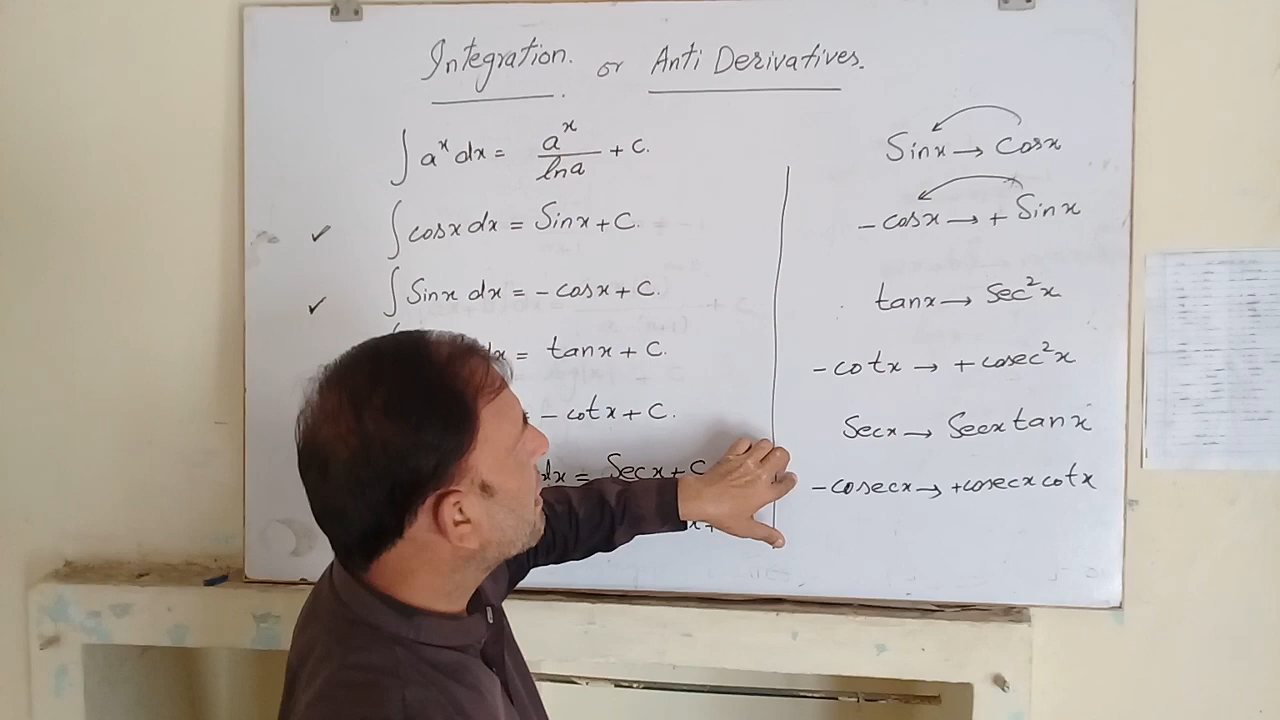 Integration. or Anti Derivatives.
∫ aˣ dx = aˣ / ln a + c.
✓ ∫ cosx dx = Sinx + C.
✓ ∫ Sinx dx = - cosx + C.
dx = tanx + C.
= - cotx + C.
dx = Secx + C
x +
Sinx → Cosx
- cosx → + Sinx
tanx → Sec²x
- cotx → + cosec²x
Secx → Secx tanx
- cosecx → + cosecx cotx